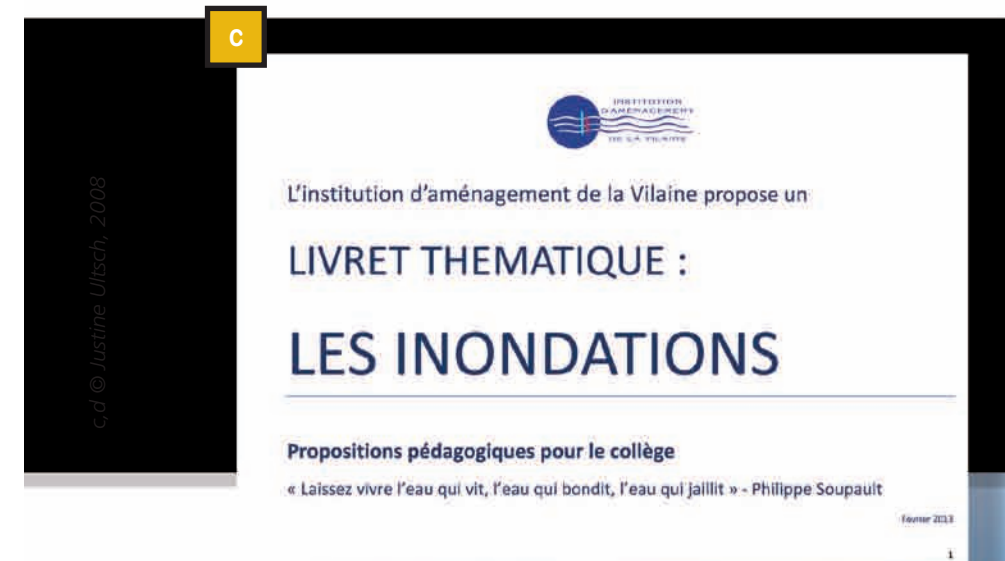 C
INSTITUTION
D'AMENAGEMENT
DE LA VILAINE
L'institution d'aménagement de la Vilaine propose un
LIVRET THEMATIQUE :
LES INONDATIONS
Propositions pédagogiques pour le collège
« Laissez vivre l'eau qui vit, l'eau qui bondit, l'eau qui jaillit » - Philippe Soupault
Février 2013
1
c,d © Justine Ultsch, 2008